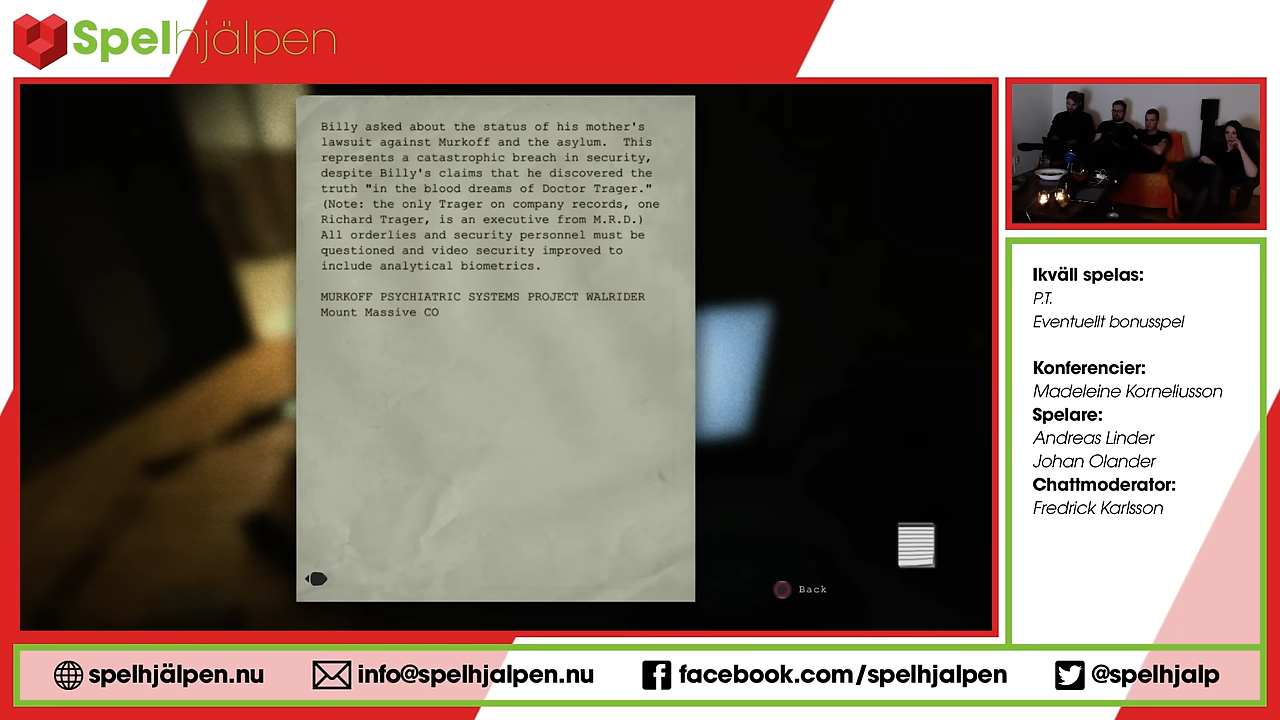 Spelhjälpen
Billy asked about the status of his mother's
lawsuit against Murkoff and the asylum. This
represents a catastrophic breach in security,
despite Billy's claims that he discovered the
truth "in the blood dreams of Doctor Trager."
(Note: the only Trager on company records, one
Richard Trager, is an executive from M.R.D.)
All orderlies and security personnel must be
questioned and video security improved to
include analytical biometrics.
MURKOFF PSYCHIATRIC SYSTEMS PROJECT WALRIDER
Mount Massive CO
Back
Ikväll spelas:
P.T.
Eventuellt bonusspel
Konferencier:
Madeleine Korneliusson
Spelare:
Andreas Linder
Johan Olander
Chattmoderator:
Fredrick Karlsson
spelhjälpen.nu
info@spelhjalpen.nu
facebook.com/spelhjalpen
@spelhjalp